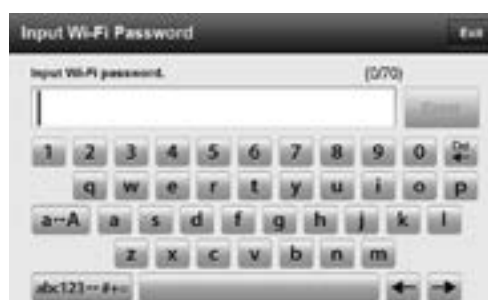 Input Wi-Fi Password Exit
Input Wi-Fi password. (0/70)
1 2 3 4 5 6 7 8 9 0 Del
q w e r t y u i o p
a↔A a s d f g h j k l
z x c v b n m
abc123↔#+= ← →